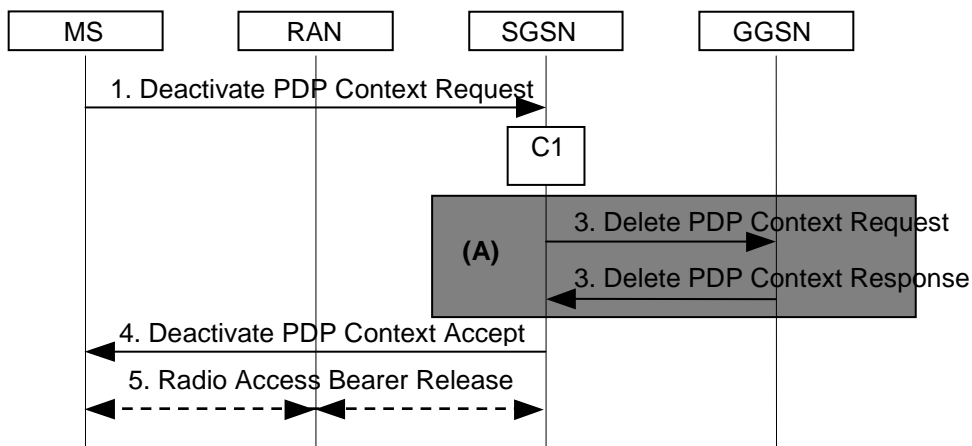 MS
RAN
SGSN
GGSN
1. Deactivate PDP Context Request
C1
3. Delete PDP Context Request
(A)
3. Delete PDP Context Response
4. Deactivate PDP Context Accept
5. Radio Access Bearer Release